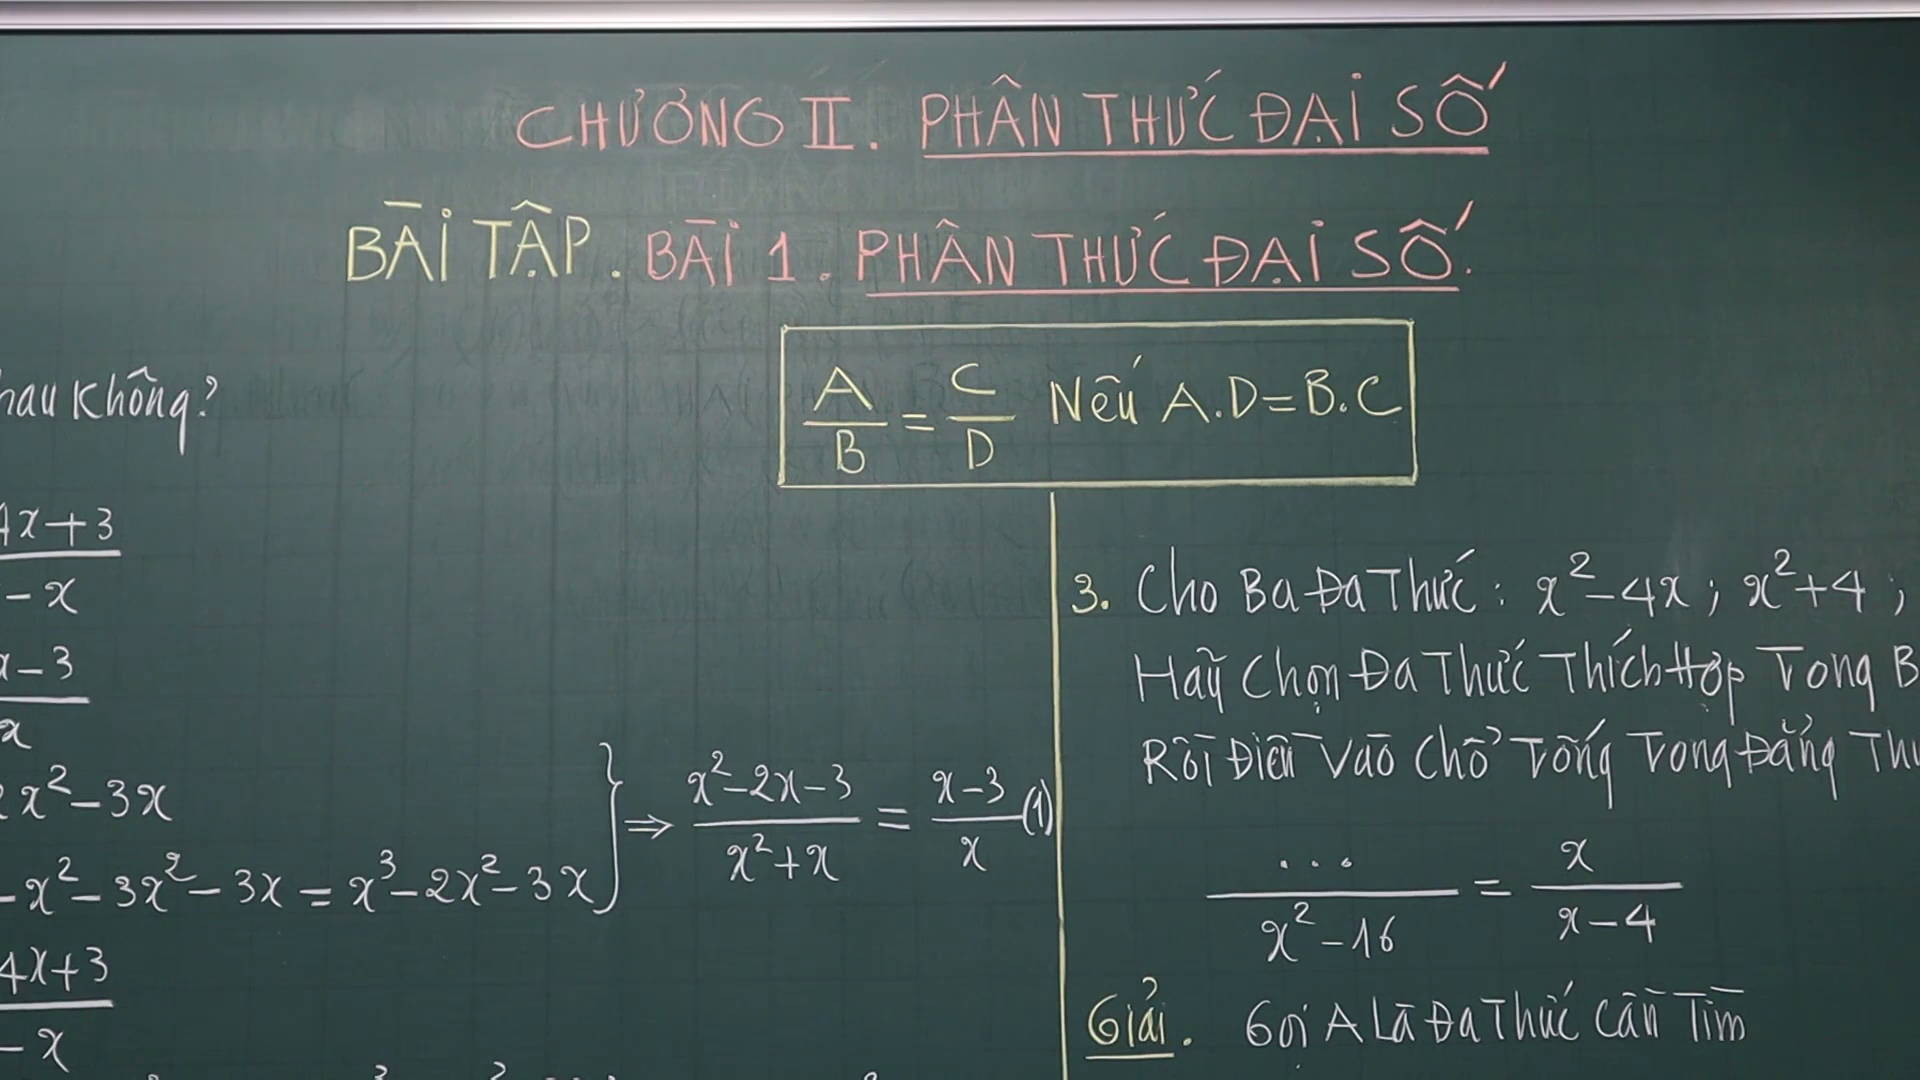 CHƯƠNG II. PHÂN THỨC ĐẠI SỐ
BÀI TẬP. BÀI 1. PHÂN THỨC ĐẠI SỐ.
A/B = C/D Nếu A.D=B.C
Không?
4x+3
-x
x-3
x
x²-3x
-x²-3x²-3x = x³-2x²-3x} ⇒ (x²-2x-3)/(x²+x) = (x-3)/x (1)
4x+3
-x
3. Cho Ba Đa Thức: x²-4x; x²+4;
Hãy Chọn Đa Thức Thích Hợp Trong B
Rồi Điền Vào Chỗ Trống Trong Đẳng Thứ
.../(x²-16) = x/(x-4)
Giải. Gọi A Là Đa Thức Cần Tìm